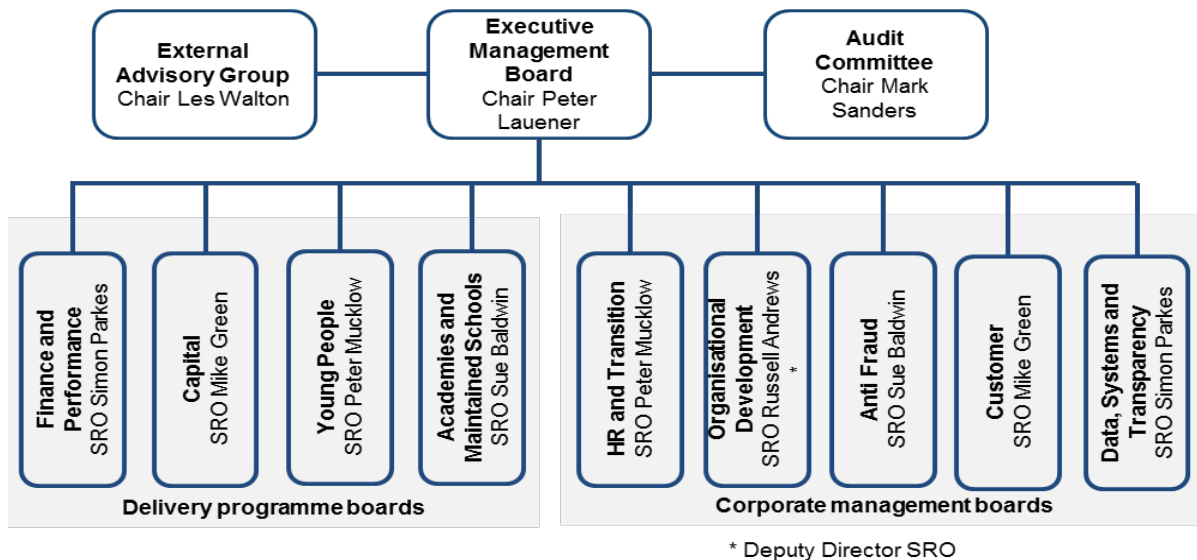 External
Advisory Group
Chair Les Walton
Executive
Management
Board
Chair Peter
Lauener
Audit
Committee
Chair Mark
Sanders
Finance and
Performance
SRO Simon Parkes
Capital
SRO Mike Green
Young People
SRO Peter Mucklow
Academies and
Maintained Schools
SRO Sue Baldwin
HR and Transition
SRO Peter Mucklow
Organisational
Development
SRO Russell Andrews
*
Anti Fraud
SRO Sue Baldwin
Customer
SRO Mike Green
Data, Systems and
Transparency
SRO Simon Parkes
Delivery programme boards
Corporate management boards
* Deputy Director SRO